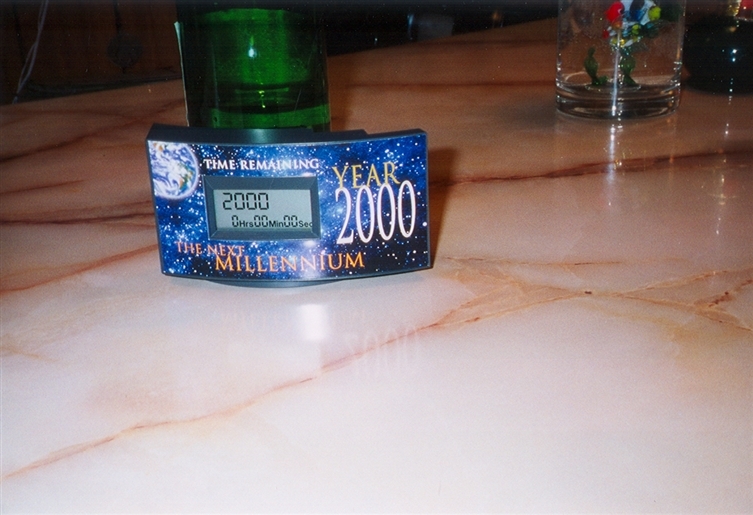 TIME REMAINING
YEAR
2000
2000
0Hrs00Min00Sec
THE NEXT
MILLENNIUM